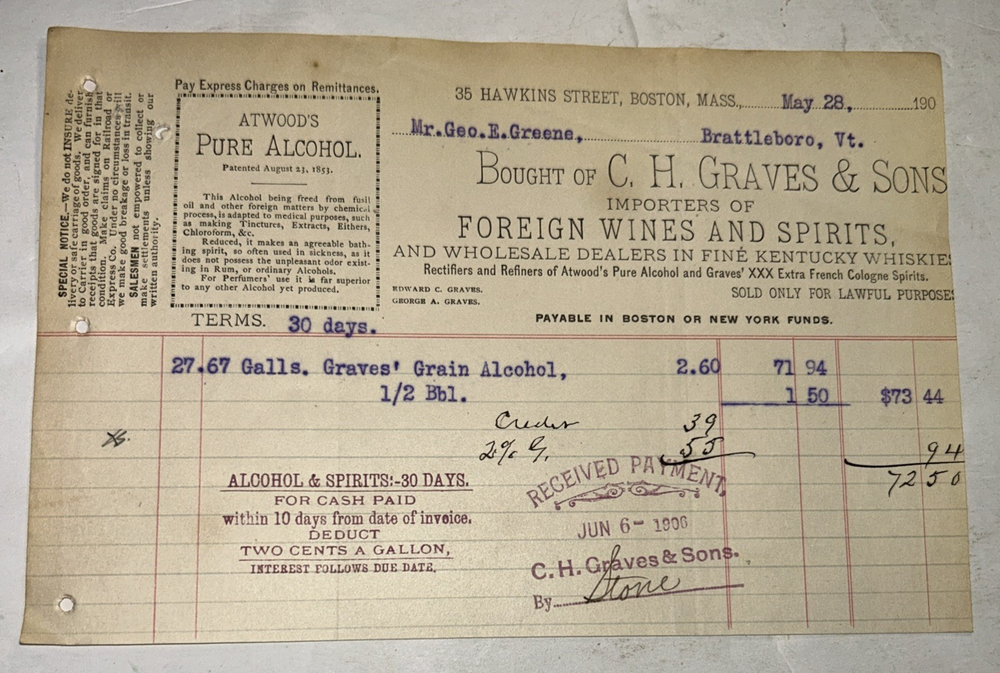 SPECIAL NOTICE.—We do not INSURE de-
livery or safe carriage of goods. We deliver
to Carrier in good order, and can furnish
receipts that goods are signed for in that
condition. Make claims on Railroad or
Express Co. Under no circumstances will
we make good breakage or loss in transit.
SALESMEN not empowered to collect or
make settlements unless showing our
written authority.
Pay Express Charges on Remittances.
ATWOOD'S
PURE ALCOHOL.
Patented August 23, 1853.
This Alcohol being freed from fusil
oil and other foreign matters by chemical
process, is adapted to medical purposes, such
as making Tinctures, Extracts, Eithers,
Chloroform, &c.
Reduced, it makes an agreeable bath-
ing spirit, so often used in sickness, as it
does not possess the unpleasant odor exist-
ing in Rum, or ordinary Alcohols.
For Perfumers' use it is far superior
to any other Alcohol yet produced.
35 HAWKINS STREET, BOSTON, MASS., May 28, 190
Mr.Geo.E.Greene, Brattleboro, Vt.
BOUGHT OF C. H. GRAVES & SONS
IMPORTERS OF
FOREIGN WINES AND SPIRITS,
AND WHOLESALE DEALERS IN FINE KENTUCKY WHISKIES
Rectifiers and Refiners of Atwood's Pure Alcohol and Graves' XXX Extra French Cologne Spirits.
EDWARD C. GRAVES.
GEORGE A. GRAVES.
SOLD ONLY FOR LAWFUL PURPOSES
TERMS. 30 days.
PAYABLE IN BOSTON OR NEW YORK FUNDS.
27.67 Galls. Graves' Grain Alcohol, 2.60 71 94
1/2 Bbl. 1 50 $73 44
Credit 39
2% G. 55 94
72 50
ALCOHOL & SPIRITS:-30 DAYS.
FOR CASH PAID
within 10 days from date of invoice.
DEDUCT
TWO CENTS A GALLON,
INTEREST FOLLOWS DUE DATE.
RECEIVED PAYMENT
JUN 6- 1906
C. H. Graves & Sons.
By Stone